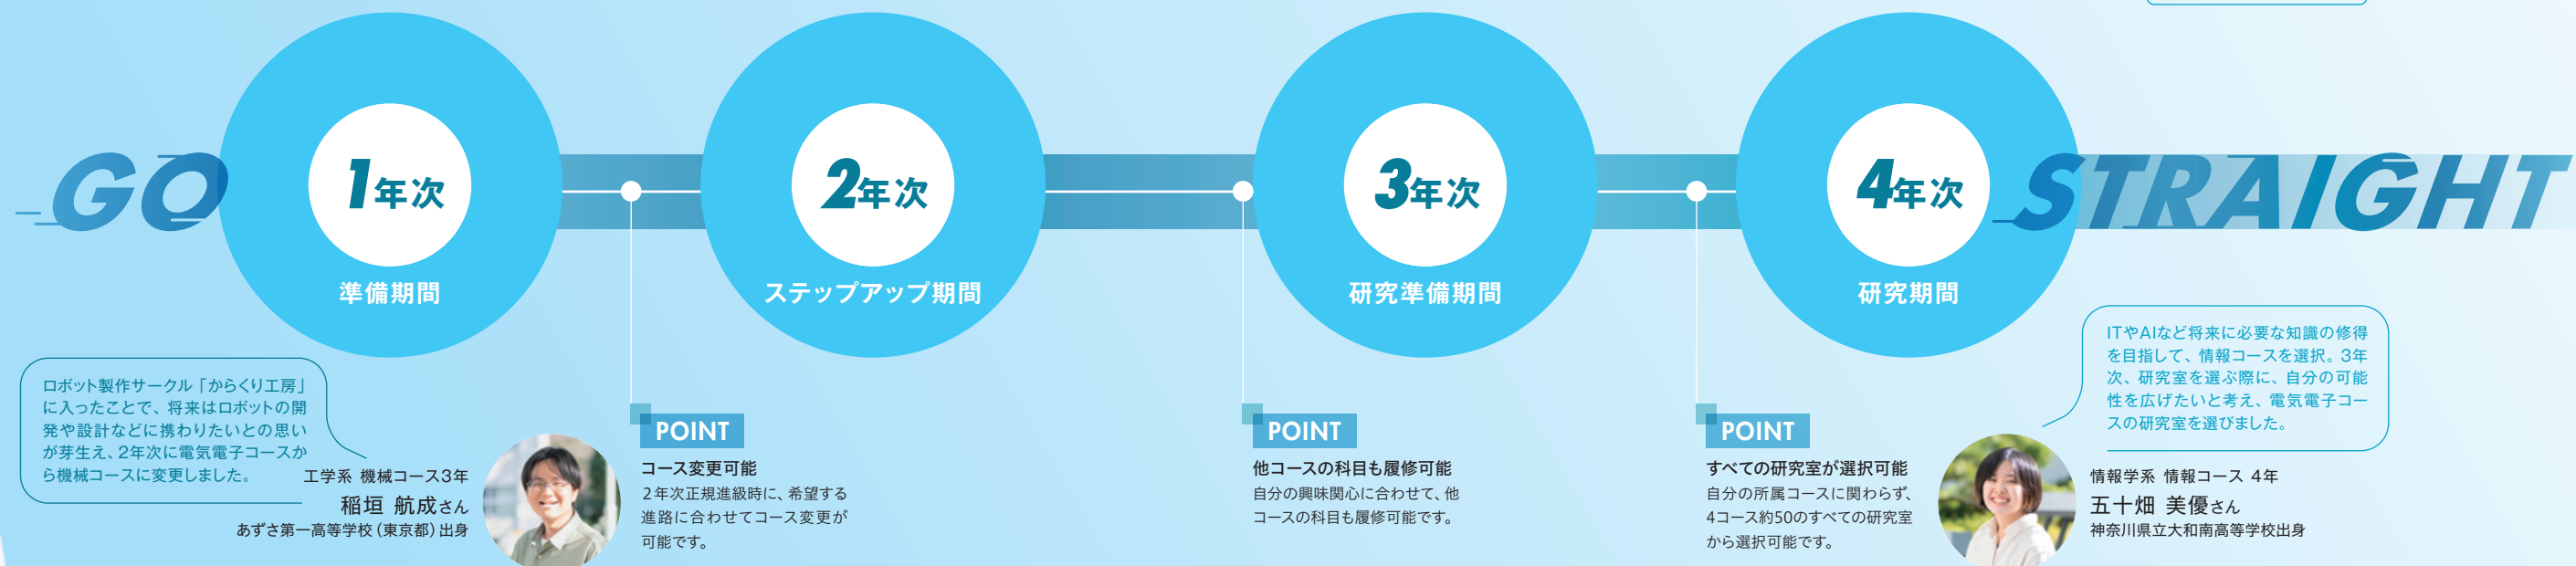 GO
1年次
準備期間
2年次
ステップアップ期間
3年次
研究準備期間
4年次
研究期間
STRAIGHT
ロボット製作サークル「からくり工房」
に入ったことで、将来はロボットの開
発や設計などに携わりたいとの思い
が芽生え、2年次に電気電子コースか
ら機械コースに変更しました。
工学系 機械コース3年
稲垣 航成さん
あずさ第一高等学校(東京都)出身
POINT
コース変更可能
2年次正規進級時に、希望する
進路に合わせてコース変更が
可能です。
POINT
他コースの科目も履修可能
自分の興味関心に合わせて、他
コースの科目も履修可能です。
POINT
すべての研究室が選択可能
自分の所属コースに関わらず、
4コース約50のすべての研究室
から選択可能です。
ITやAIなど将来に必要な知識の修得
を目指して、情報コースを選択。3年
次、研究室を選ぶ際に、自分の可能
性を広げたいと考え、電気電子コー
スの研究室を選びました。
情報学系 情報コース 4年
五十畑 美優さん
神奈川県立大和南高等学校出身